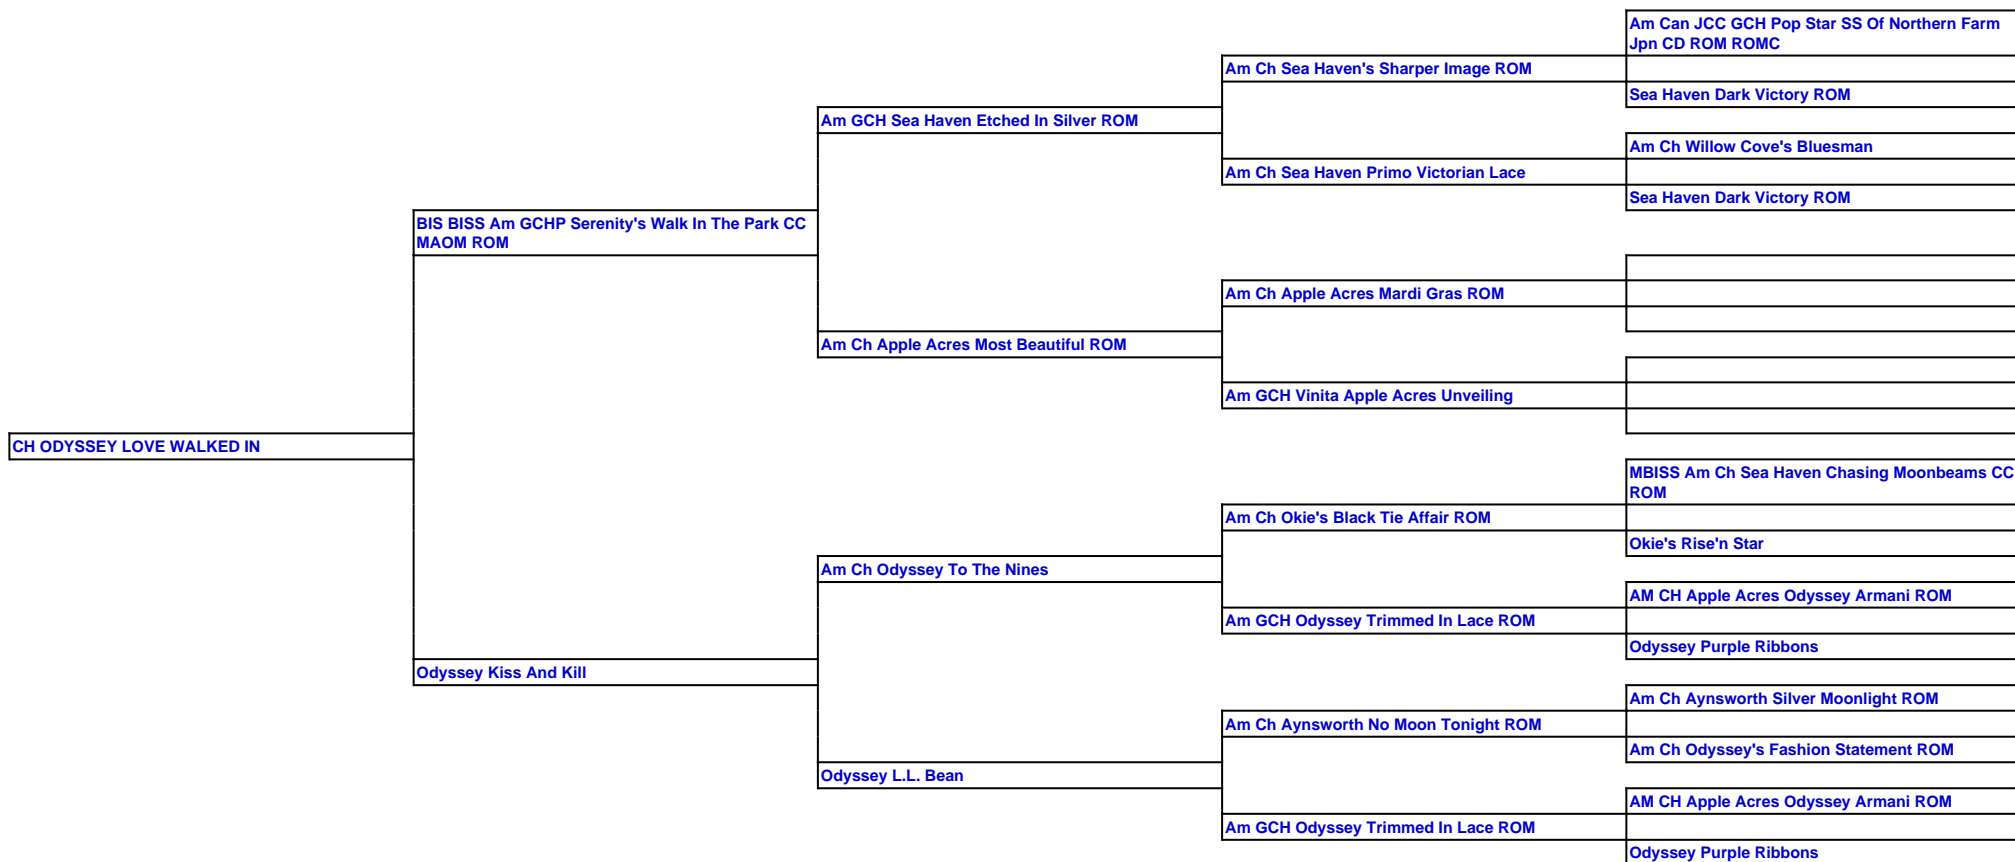 Am Can JCC GCH Pop Star SS Of Northern Farm
Jpn CD ROM ROMC
Am Ch Sea Haven's Sharper Image ROM
Sea Haven Dark Victory ROM
Am GCH Sea Haven Etched In Silver ROM
Am Ch Willow Cove's Bluesman
Am Ch Sea Haven Primo Victorian Lace
Sea Haven Dark Victory ROM
BIS BISS Am GCHP Serenity's Walk In The Park CC
MAOM ROM
Am Ch Apple Acres Mardi Gras ROM
Am Ch Apple Acres Most Beautiful ROM
Am GCH Vinita Apple Acres Unveiling
CH ODYSSEY LOVE WALKED IN
MBISS Am Ch Sea Haven Chasing Moonbeams CC
ROM
Am Ch Okie's Black Tie Affair ROM
Okie's Rise'n Star
Am Ch Odyssey To The Nines
AM CH Apple Acres Odyssey Armani ROM
Am GCH Odyssey Trimmed In Lace ROM
Odyssey Purple Ribbons
Odyssey Kiss And Kill
Am Ch Aynsworth Silver Moonlight ROM
Am Ch Aynsworth No Moon Tonight ROM
Am Ch Odyssey's Fashion Statement ROM
Odyssey L.L. Bean
AM CH Apple Acres Odyssey Armani ROM
Am GCH Odyssey Trimmed In Lace ROM
Odyssey Purple Ribbons